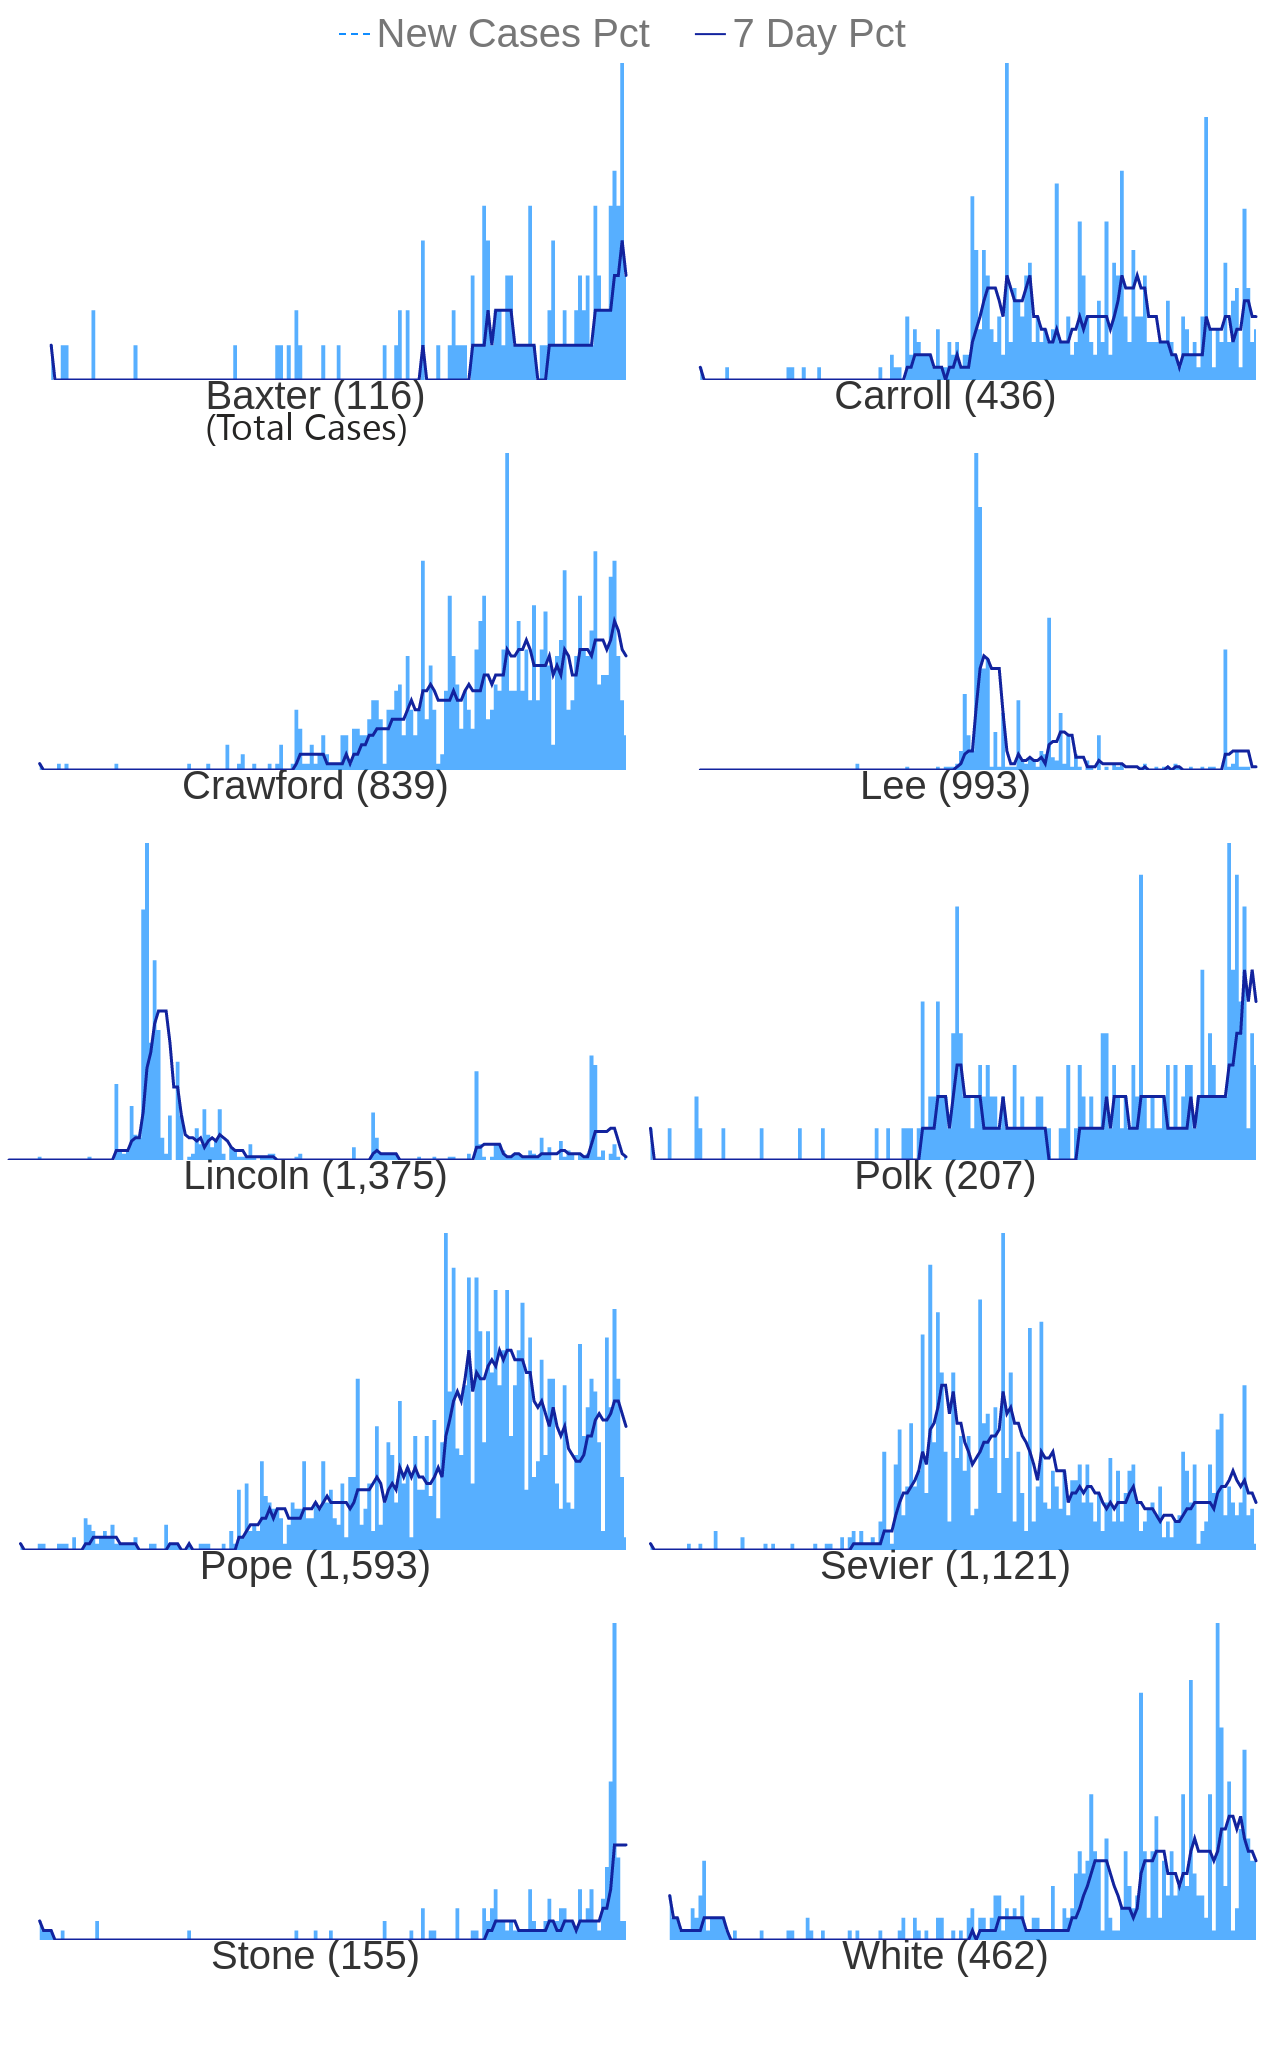 New Cases Pct 7 Day Pct
Baxter (116) Carroll (436)
(Total Cases)
Crawford (839) Lee (993)
Lincoln (1,375) Polk (207)
Pope (1,593) Sevier (1,121)
Stone (155) White (462)